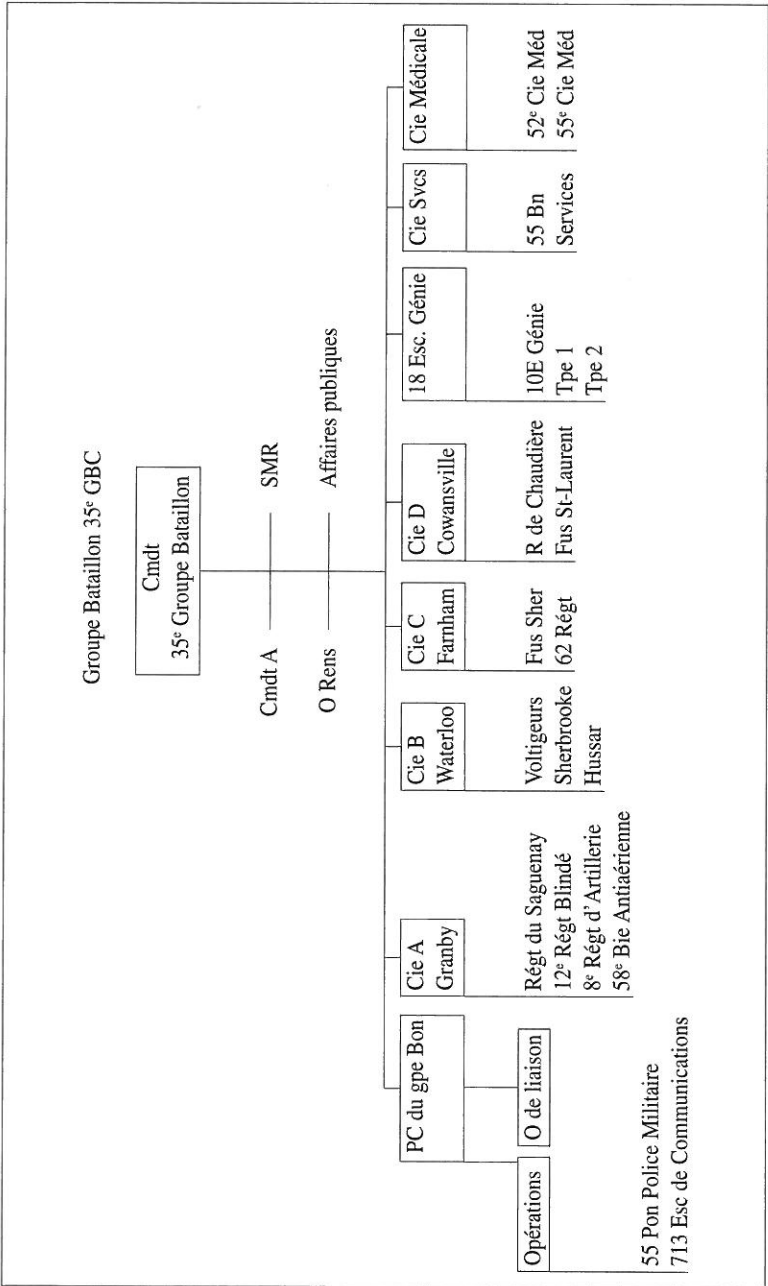 Groupe Bataillon 35e GBC
Cmdt
35e Groupe Bataillon
Cmdt A
SMR
O Rens
Affaires publiques
PC du gpe Bon
Opérations
O de liaison
55 Pon Police Militaire
713 Esc de Communications
Cie A
Granby
Régt du Saguenay
12e Régt Blindé
8e Régt d'Artillerie
58e Bie Antiaérienne
Cie B
Waterloo
Voltigeurs
Sherbrooke
Hussar
Cie C
Farnham
Fus Sher
62 Régt
Cie D
Cowansville
R de Chaudière
Fus St-Laurent
18 Esc. Génie
10E Génie
Tpe 1
Tpe 2
Cie Svcs
55 Bn
Services
Cie Médicale
52e Cie Méd
55e Cie Méd